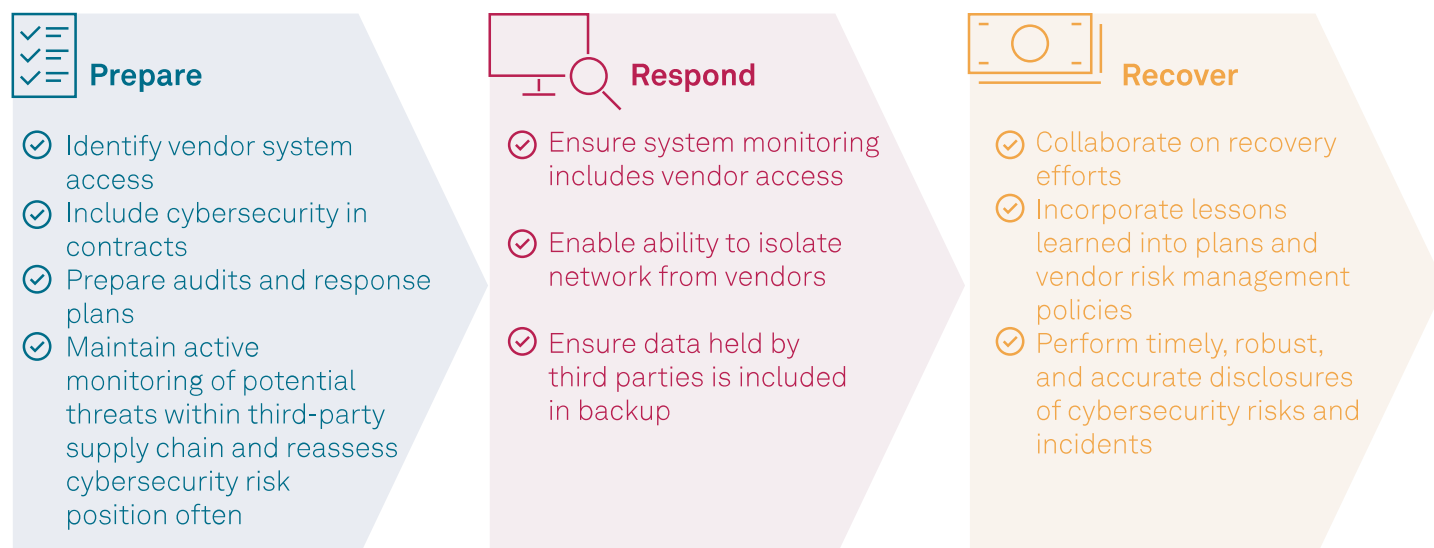 Prepare
Identify vendor system
access
Include cybersecurity in
contracts
Prepare audits and response
plans
Maintain active
monitoring of potential
threats within third-party
supply chain and reassess
cybersecurity risk
position often
Respond
Ensure system monitoring
includes vendor access
Enable ability to isolate
network from vendors
Ensure data held by
third parties is included
in backup
Recover
Collaborate on recovery
efforts
Incorporate lessons
learned into plans and
vendor risk management
policies
Perform timely, robust,
and accurate disclosures
of cybersecurity risks and
incidents